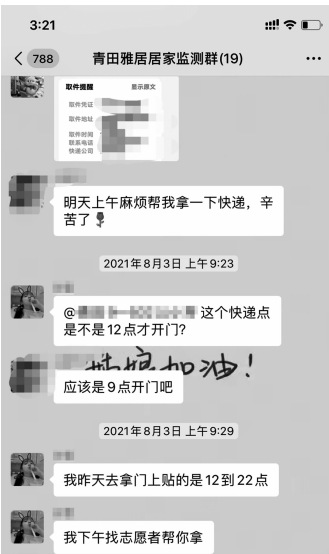 3:21
788
青田雅居居家监测群(19)
取件提醒
显示原文
取件凭证
取件地址
取件时间
联系电话
快递公司
明天上午麻烦帮我拿一下快递，辛
苦了🌹
2021年8月3日 上午9:23
@ 这个快递点
是不是12点才开门？
姑娘加油！
应该是9点开门吧
2021年8月3日 上午9:29
我昨天去拿门上贴的是12到22点
我下午找志愿者帮你拿